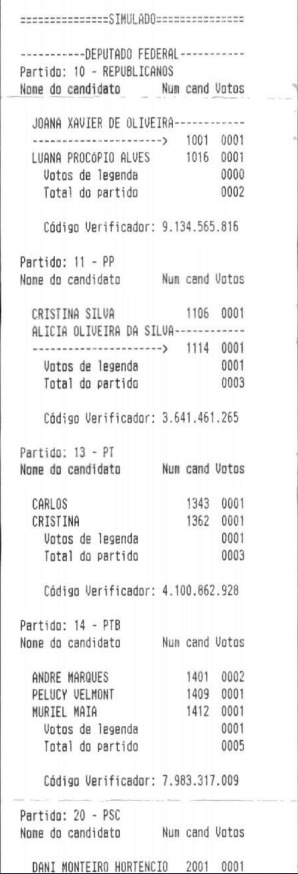 ===============SIMULADO===============
-----------DEPUTADO FEDERAL-----------
Partido: 10 - REPUBLICANOS
Nome do candidato Num cand Votos
JOANA XAVIER DE OLIVEIRA------------
----------------------> 1001 0001
LUANA PROCÓPIO ALVES 1016 0001
Votos de legenda 0000
Total do partido 0002
Código Verificador: 9.134.565.816
Partido: 11 - PP
Nome do candidato Num cand Votos
CRISTINA SILVA 1106 0001
ALICIA OLIVEIRA DA SILVA------------
----------------------> 1114 0001
Votos de legenda 0001
Total do partido 0003
Código Verificador: 3.641.461.265
Partido: 13 - PT
Nome do candidato Num cand Votos
CARLOS 1343 0001
CRISTINA 1362 0001
Votos de legenda 0001
Total do partido 0003
Código Verificador: 4.100.862.928
Partido: 14 - PTB
Nome do candidato Num cand Votos
ANDRE MARQUES 1401 0002
PELUCY VELMONT 1409 0001
MURIEL MAIA 1412 0001
Votos de legenda 0001
Total do partido 0005
Código Verificador: 7.983.317.009
Partido: 20 - PSC
Nome do candidato Num cand Votos
DANI MONTEIRO HORTENCIO 2001 0001